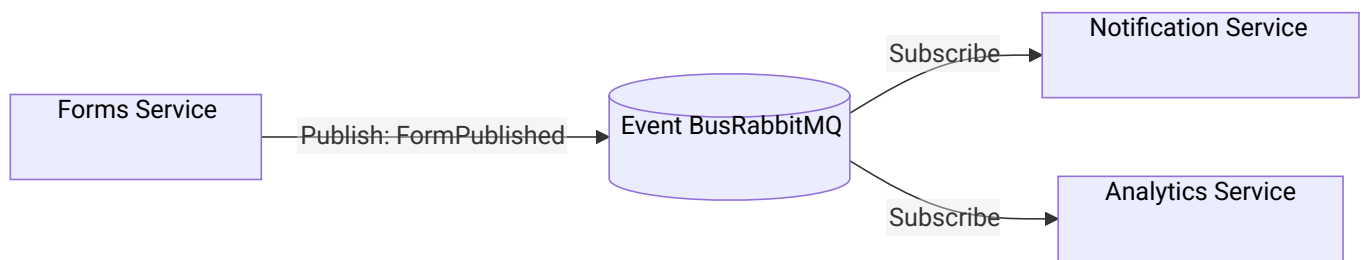 Forms Service
Publish: FormPublished
Event BusRabbitMQ
Subscribe
Notification Service
Subscribe
Analytics Service